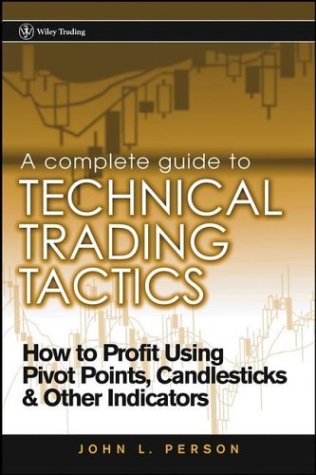 Wiley Trading
A complete guide to
TECHNICAL
TRADING
TACTICS
How to Profit Using
Pivot Points, Candlesticks
& Other Indicators
JOHN L. PERSON